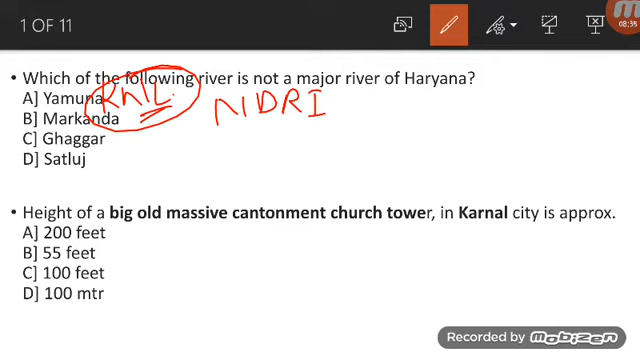 1 OF 11
08:35
• Which of the following river is not a major river of Haryana?
A] Yamuna
B] Markanda
C] Ghaggar
D] Satluj
NIDRI
• Height of a big old massive cantonment church tower, in Karnal city is approx.
A] 200 feet
B] 55 feet
C] 100 feet
D] 100 mtr
Recorded by mobizen